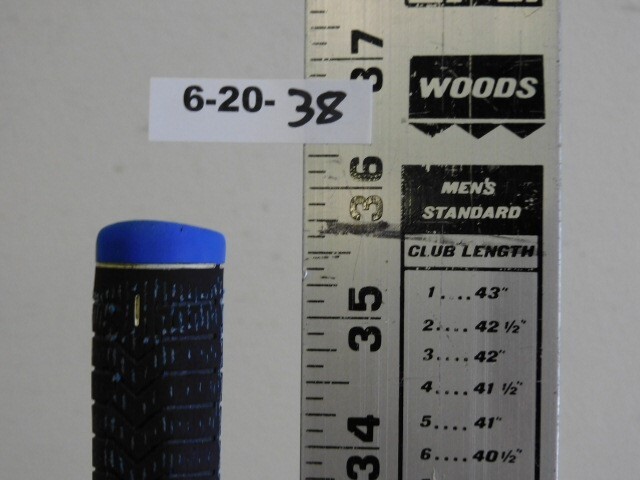 6-20-38
37
36
35
34
WOODS
MEN'S
STANDARD
CLUB LENGTH
1....43"
2....42 ½"
3....42"
4....41 ½"
5....41"
6....40 ½"